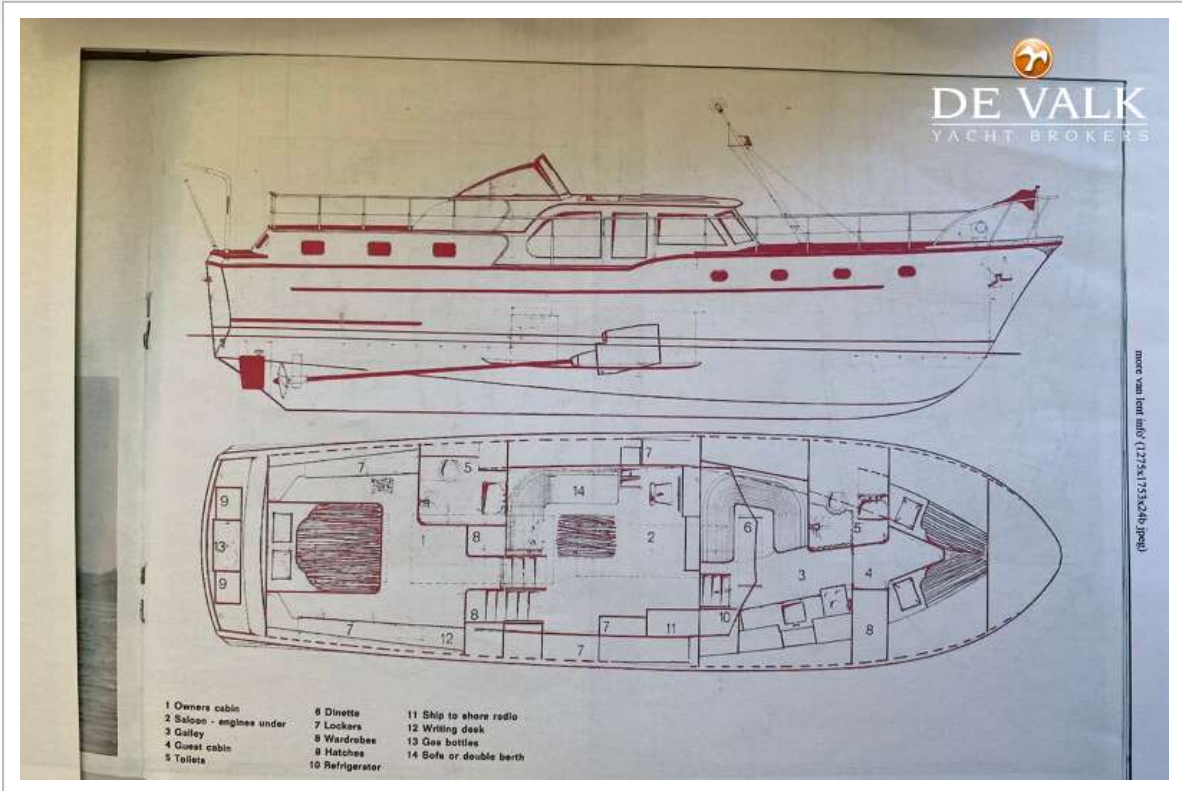 DE VALK
YACHT BROKERS
more van lent info' (1275x1753x24b jpeg)
7
5
14
7
9
1
8
2
6
5
13
3
4
9
8
10
7
11
8
7
12
7
1 Owners cabin
2 Saloon - engines under
3 Galley
4 Guest cabin
5 Toilets
6 Dinette
7 Lockers
8 Wardrobes
9 Hatches
10 Refrigerator
11 Ship to shore radio
12 Writing desk
13 Gas bottles
14 Sofa or double berth